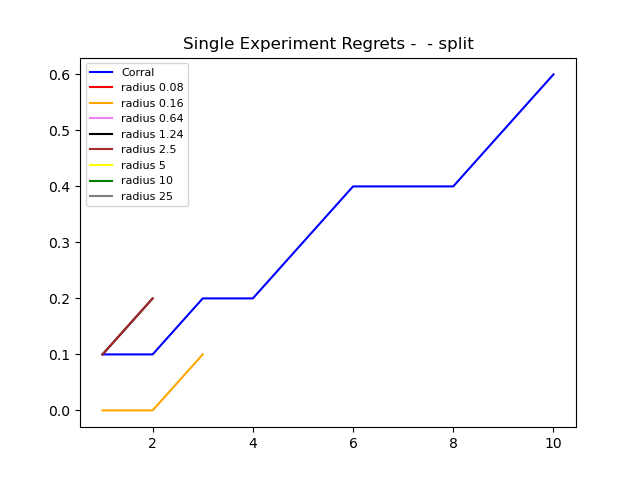 Single Experiment Regrets -  - split
Corral
radius 0.08
radius 0.16
radius 0.64
radius 1.24
radius 2.5
radius 5
radius 10
radius 25
0.6
0.5
0.4
0.3
0.2
0.1
0.0
2 4 6 8 10